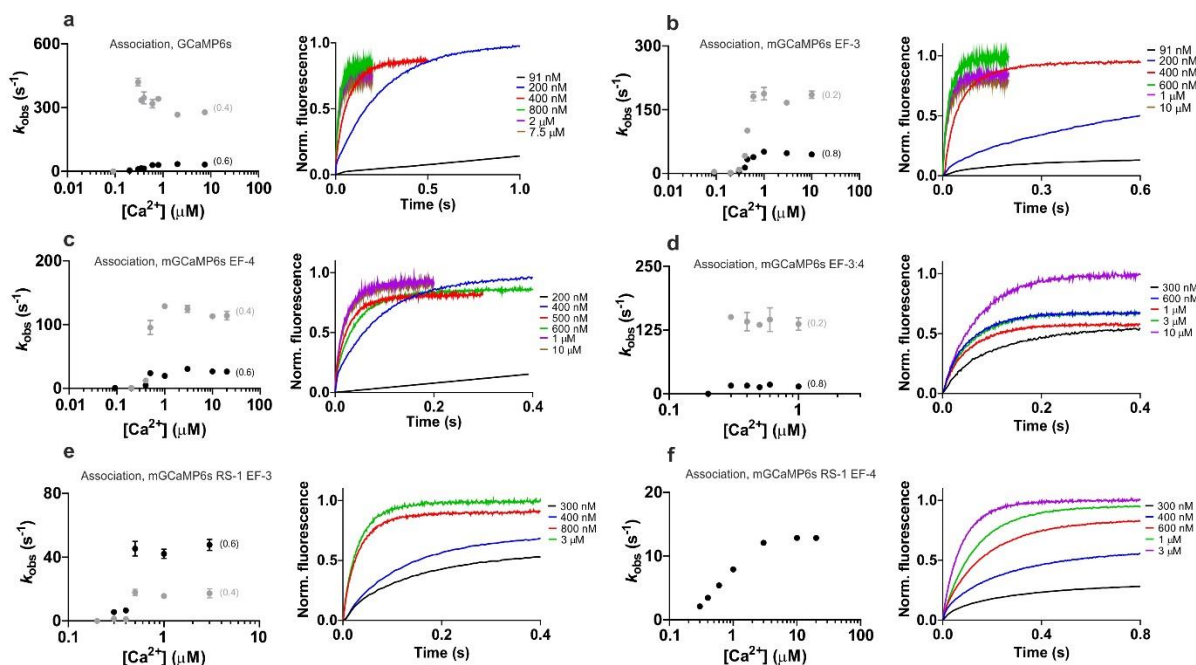 a
Association, GCaMP6s
kobs (s-1)
600
300
0
(0.4)
(0.6)
0.01 0.1 1 10 100
[Ca2+] (μM)
Norm. fluorescence
1.0
0.5
0.0
0.0 0.5 1.0
Time (s)
91 nM
200 nM
400 nM
800 nM
2 μM
7.5 μM
b
Association, mGCaMP6s EF-3
kobs (s-1)
300
150
0
(0.2)
(0.8)
0.01 0.1 1 10 100
[Ca2+] (μM)
Norm. fluorescence
1.0
0.5
0.0
0.0 0.3 0.6
Time (s)
91 nM
200 nM
400 nM
600 nM
1 μM
10 μM
c
Association, mGCaMP6s EF-4
kobs (s-1)
200
100
0
(0.4)
(0.6)
0.01 0.1 1 10 100
[Ca2+] (μM)
Norm. fluorescence
1.0
0.5
0.0
0.0 0.2 0.4
Time (s)
200 nM
400 nM
500 nM
600 nM
1 μM
10 μM
d
Association, mGCaMP6s EF-3:4
kobs (s-1)
250
125
0
(0.2)
(0.8)
0.1 1
[Ca2+] (μM)
Norm. fluorescence
1.0
0.5
0.0
0.0 0.2 0.4
Time (s)
300 nM
600 nM
1 μM
3 μM
10 μM
e
Association, mGCaMP6s RS-1 EF-3
kobs (s-1)
80
40
0
(0.6)
(0.4)
0.1 1 10
[Ca2+] (μM)
Norm. fluorescence
1.0
0.5
0.0
0.0 0.2 0.4
Time (s)
300 nM
400 nM
800 nM
3 μM
f
Association, mGCaMP6s RS-1 EF-4
kobs (s-1)
20
10
0
0.1 1 10 100
[Ca2+] (μM)
Norm. fluorescence
1.0
0.5
0.0
0.0 0.4 0.8
Time (s)
300 nM
400 nM
600 nM
1 μM
3 μM